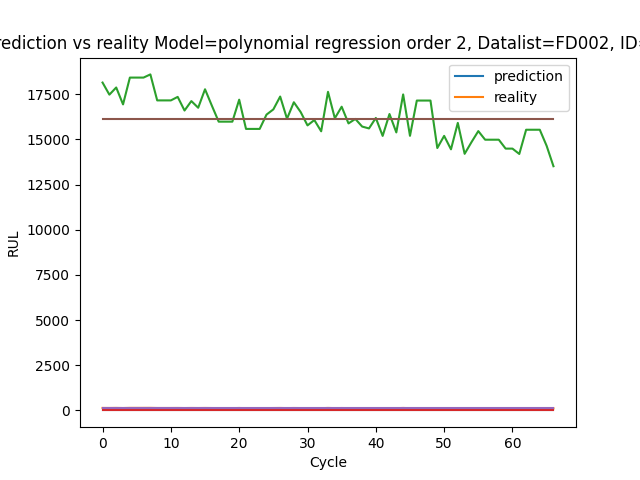 rediction vs reality Model=polynomial regression order 2, Datalist=FD002, ID=
prediction
reality
17500
15000
12500
10000
7500
5000
2500
0
RUL
0 10 20 30 40 50 60
Cycle